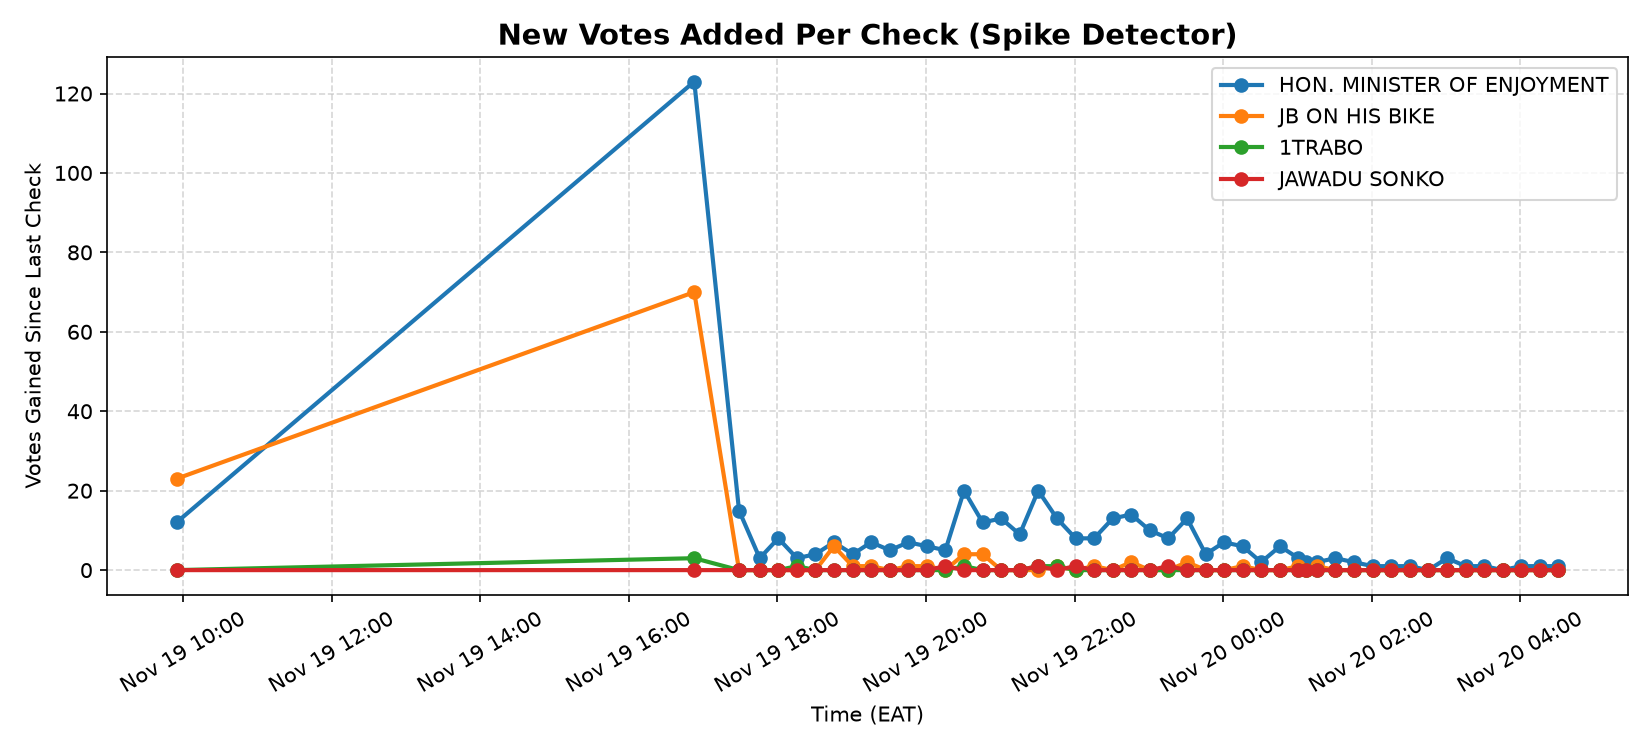 New Votes Added Per Check (Spike Detector)
HON. MINISTER OF ENJOYMENT
JB ON HIS BIKE
1TRABO
JAWADU SONKO
Votes Gained Since Last Check
120
100
80
60
40
20
0
Nov 19 10:00
Nov 19 12:00
Nov 19 14:00
Nov 19 16:00
Nov 19 18:00
Nov 19 20:00
Nov 19 22:00
Nov 20 00:00
Nov 20 02:00
Nov 20 04:00
Time (EAT)